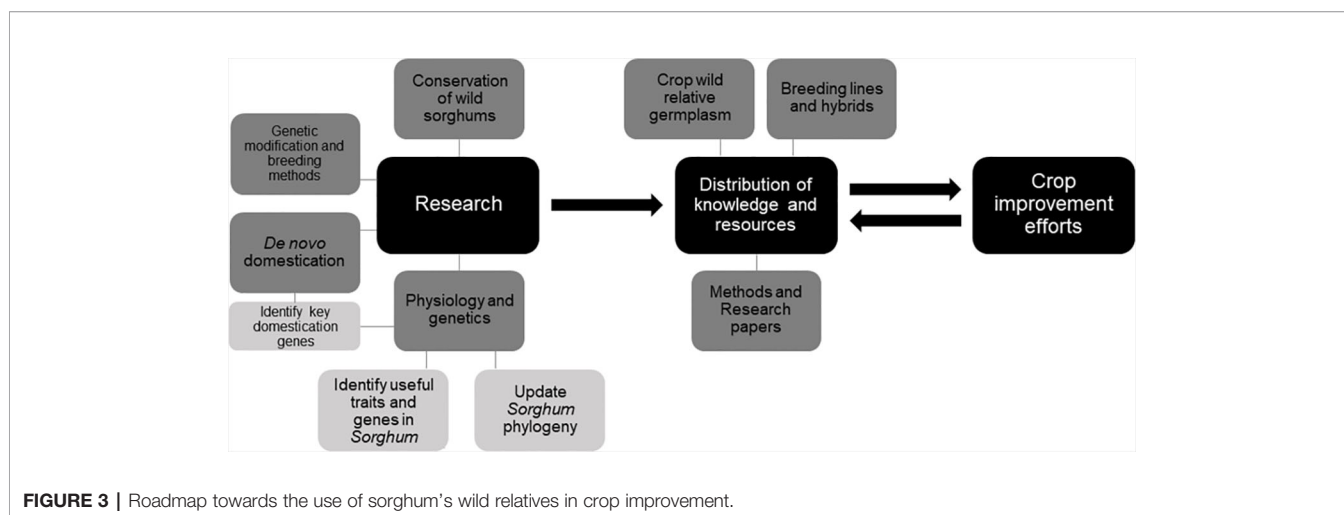 Conservation
of wild
sorghums
Genetic
modification and
breeding
methods
Research
De novo
domestication
Identify key
domestication
genes
Physiology and
genetics
Identify useful
traits and
genes in
Sorghum
Update
Sorghum
phylogeny
Crop wild
relative
germplasm
Breeding lines
and hybrids
Distribution of
knowledge and
resources
Methods and
Research
papers
Crop
improvement
efforts
FIGURE 3 | Roadmap towards the use of sorghum’s wild relatives in crop improvement.